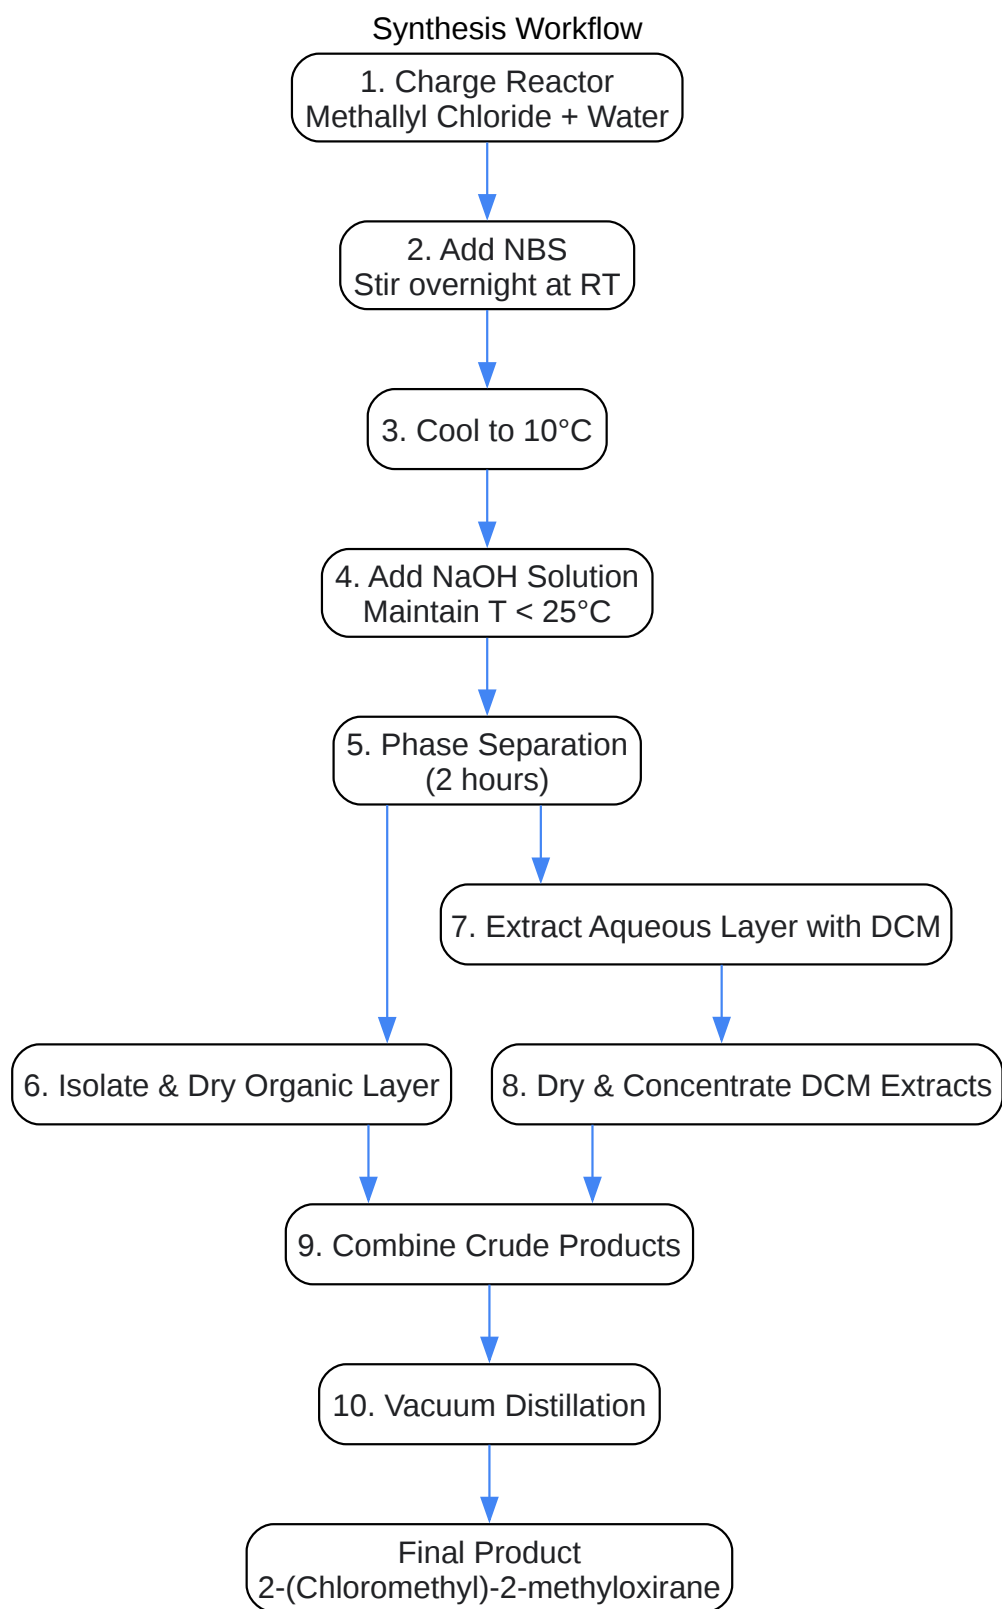 Synthesis Workflow
1. Charge Reactor
Methallyl Chloride + Water
2. Add NBS
Stir overnight at RT
3. Cool to 10°C
4. Add NaOH Solution
Maintain T < 25°C
5. Phase Separation
(2 hours)
7. Extract Aqueous Layer with DCM
6. Isolate & Dry Organic Layer
8. Dry & Concentrate DCM Extracts
9. Combine Crude Products
10. Vacuum Distillation
Final Product
2-(Chloromethyl)-2-methyloxirane